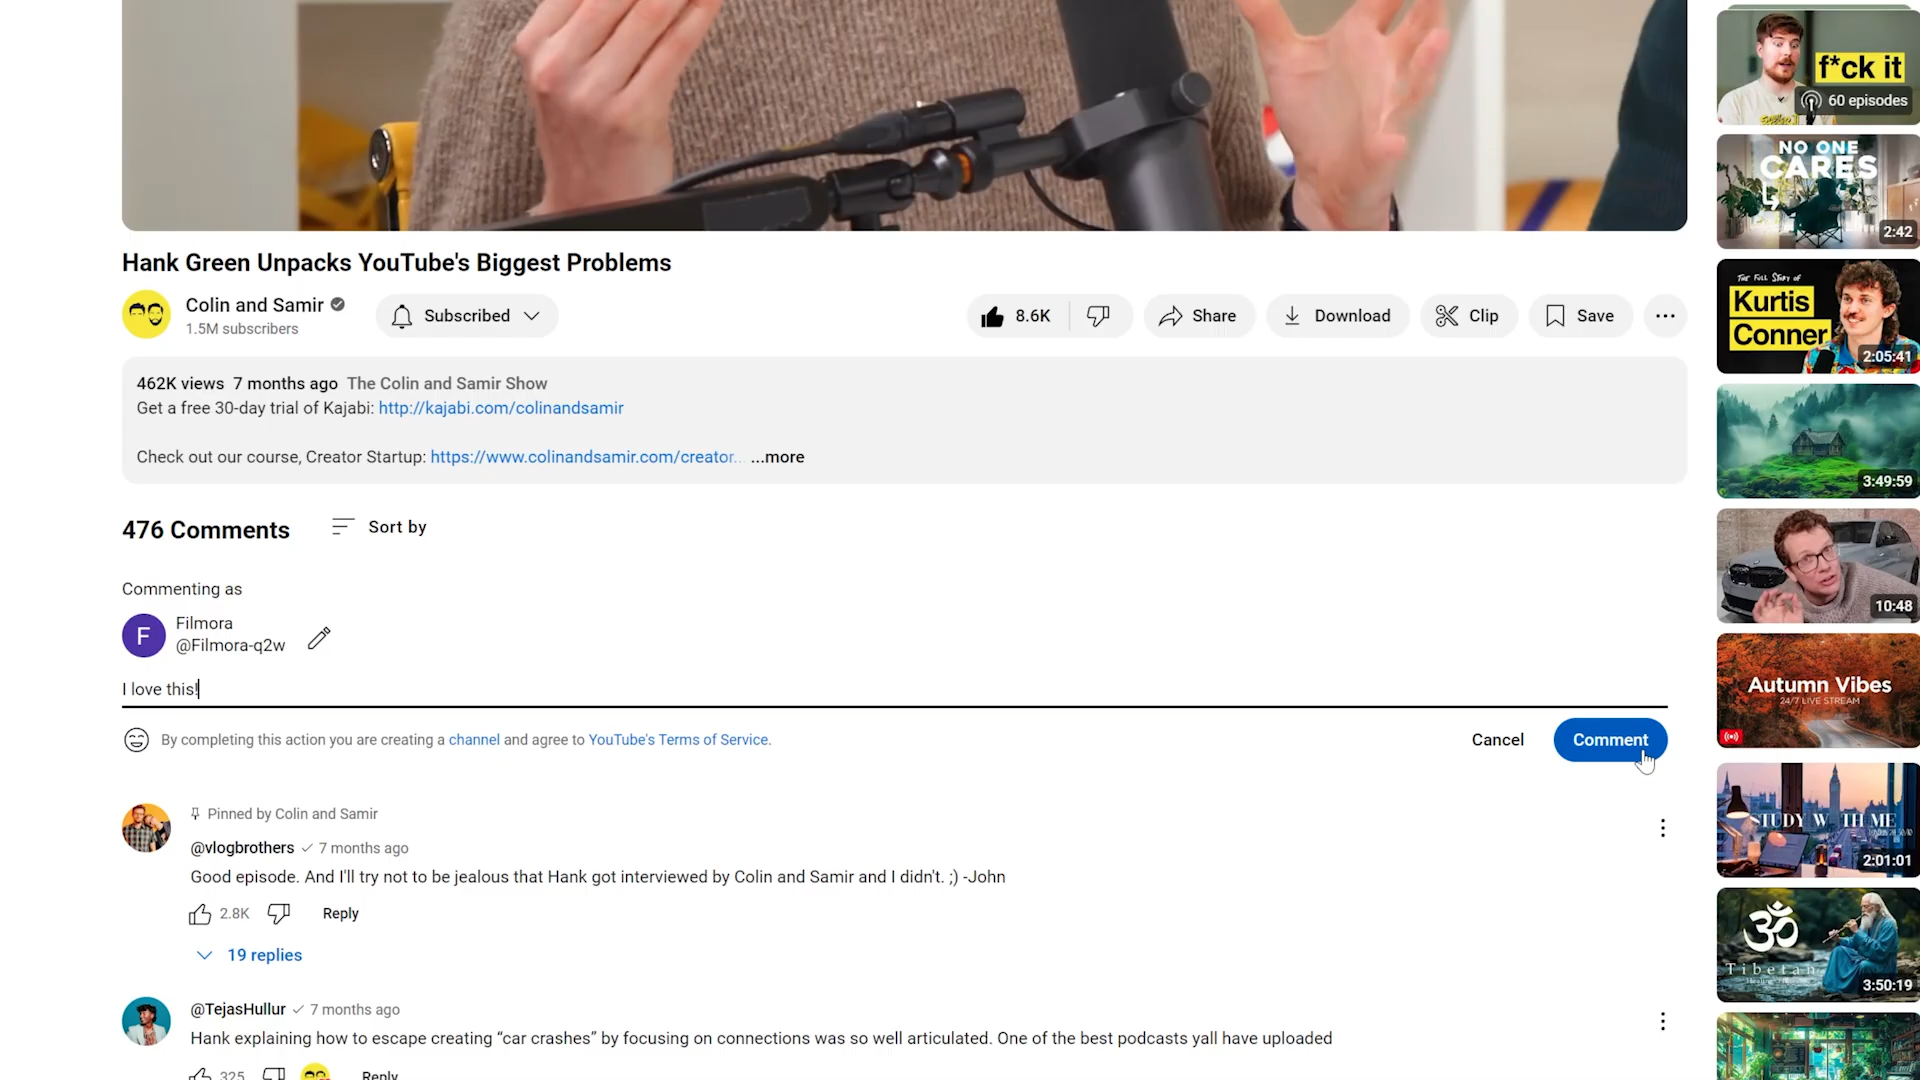 Hank Green Unpacks YouTube's Biggest Problems
Colin and Samir
1.5M subscribers
Subscribed
8.6K
Share
Download
Clip
Save
462K views 7 months ago The Colin and Samir Show
Get a free 30-day trial of Kajabi: http://kajabi.com/colinandsamir
Check out our course, Creator Startup: https://www.colinandsamir.com/creator... ...more
476 Comments
Sort by
Commenting as
F
Filmora
@Filmora-q2w
I love this!
By completing this action you are creating a channel and agree to YouTube's Terms of Service.
Cancel
Comment
Pinned by Colin and Samir
@vlogbrothers 7 months ago
Good episode. And I'll try not to be jealous that Hank got interviewed by Colin and Samir and I didn't. ;) -John
2.8K
Reply
19 replies
@TejasHullur 7 months ago
Hank explaining how to escape creating “car crashes” by focusing on connections was so well articulated. One of the best podcasts yall have uploaded
325
Reply
f*ck it
60 episodes
NO ONE
CARES
2:42
THE FULL STORY OF
Kurtis
Conner
2:05:41
3:49:59
10:48
Autumn Vibes
24/7 LIVE STREAM
STUDY W TH ME
2:01:01
ॐ
Tibetan
3:50:19